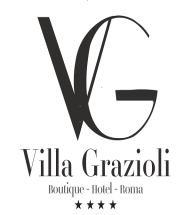 VG
Villa Grazioli
Boutique - Hotel - Roma